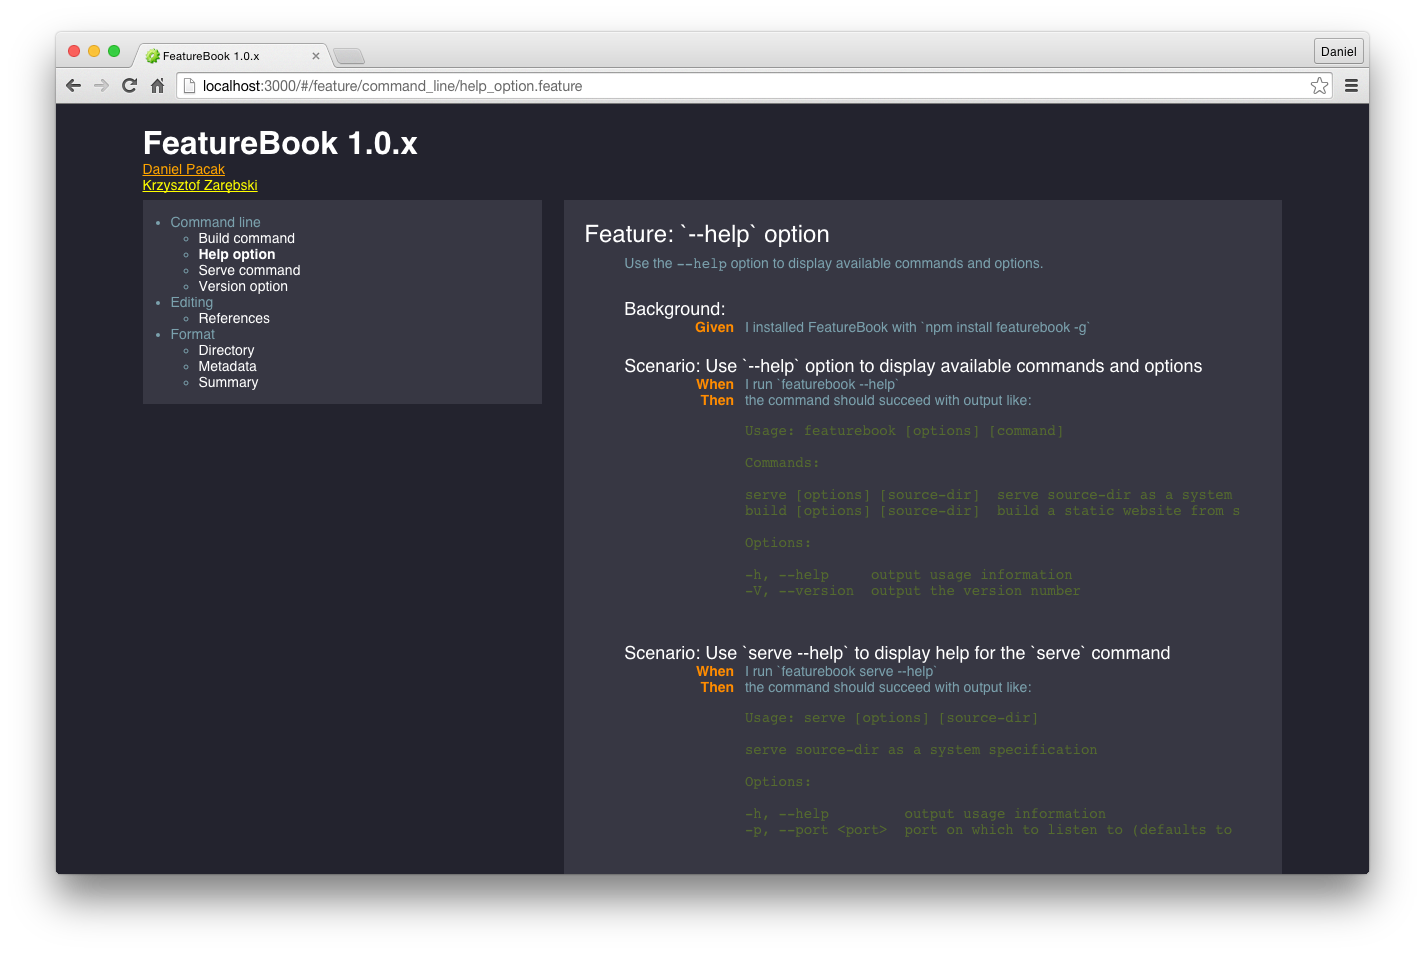 FeatureBook 1.0.x
Daniel
localhost:3000/#/feature/command_line/help_option.feature
FeatureBook 1.0.x
Daniel Pacak
Krzysztof Zarębski
Command line
Build command
Help option
Serve command
Version option
Editing
References
Format
Directory
Metadata
Summary
Feature: `--help` option
Use the --help option to display available commands and options.
Background:
Given I installed FeatureBook with `npm install featurebook -g`
Scenario: Use `--help` option to display available commands and options
When I run `featurebook --help`
Then the command should succeed with output like:
Usage: featurebook [options] [command]
Commands:
serve [options] [source-dir]  serve source-dir as a system
build [options] [source-dir]  build a static website from s
Options:
-h, --help     output usage information
-V, --version  output the version number
Scenario: Use `serve --help` to display help for the `serve` command
When I run `featurebook serve --help`
Then the command should succeed with output like:
Usage: serve [options] [source-dir]
serve source-dir as a system specification
Options:
-h, --help         output usage information
-p, --port <port>  port on which to listen to (defaults to